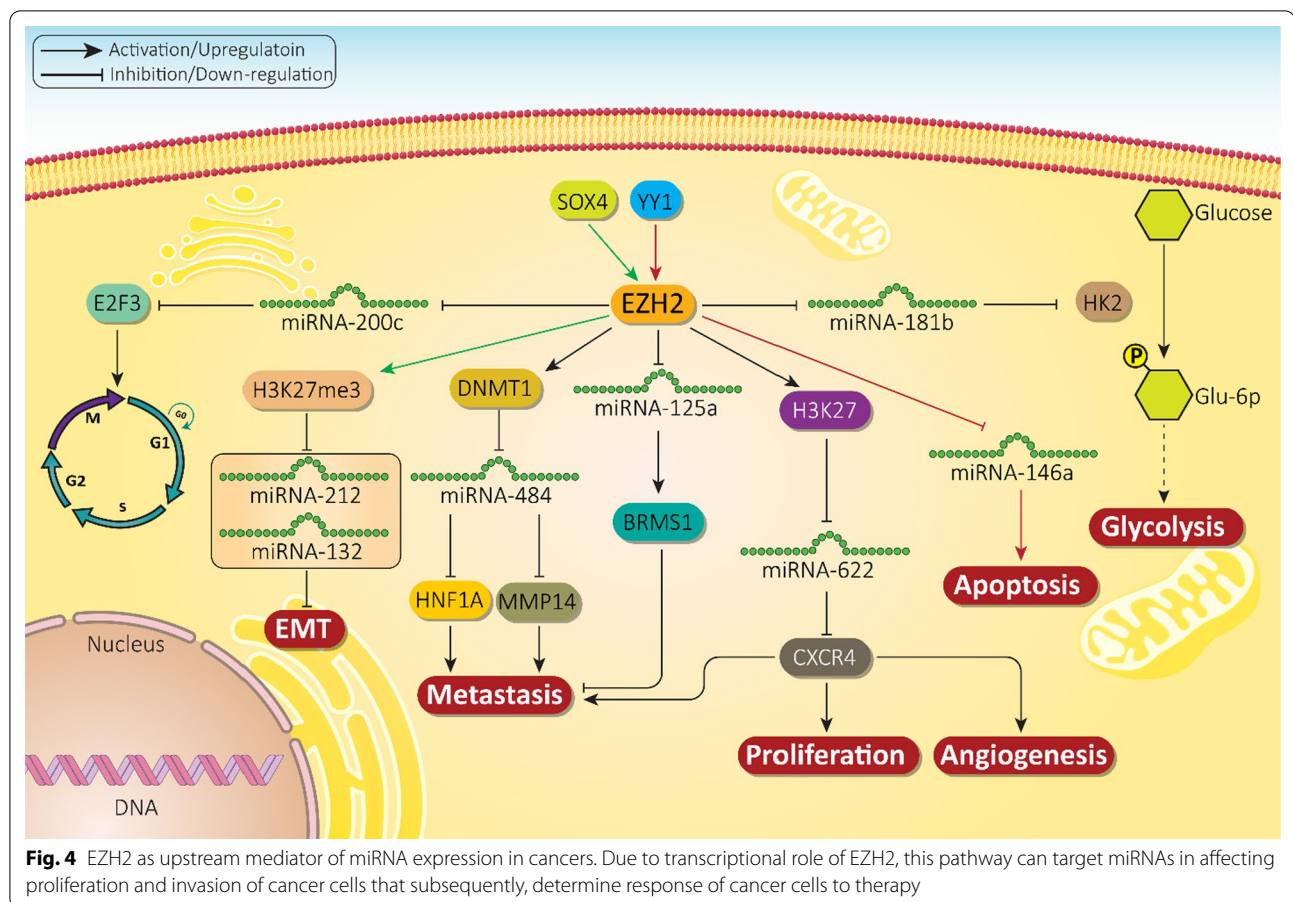 Activation/Upregulatoin
Inhibition/Down-regulation
SOX4
YY1
Glucose
E2F3
miRNA-200c
EZH2
miRNA-181b
HK2
P
Glu-6p
H3K27me3
DNMT1
miRNA-125a
H3K27
M
G0
G1
G2
S
miRNA-212
miRNA-132
miRNA-484
miRNA-146a
BRMS1
Glycolysis
miRNA-622
Apoptosis
HNF1A
MMP14
EMT
Nucleus
CXCR4
Metastasis
Proliferation
Angiogenesis
DNA
Fig. 4 EZH2 as upstream mediator of miRNA expression in cancers. Due to transcriptional role of EZH2, this pathway can target miRNAs in affecting
proliferation and invasion of cancer cells that subsequently, determine response of cancer cells to therapy